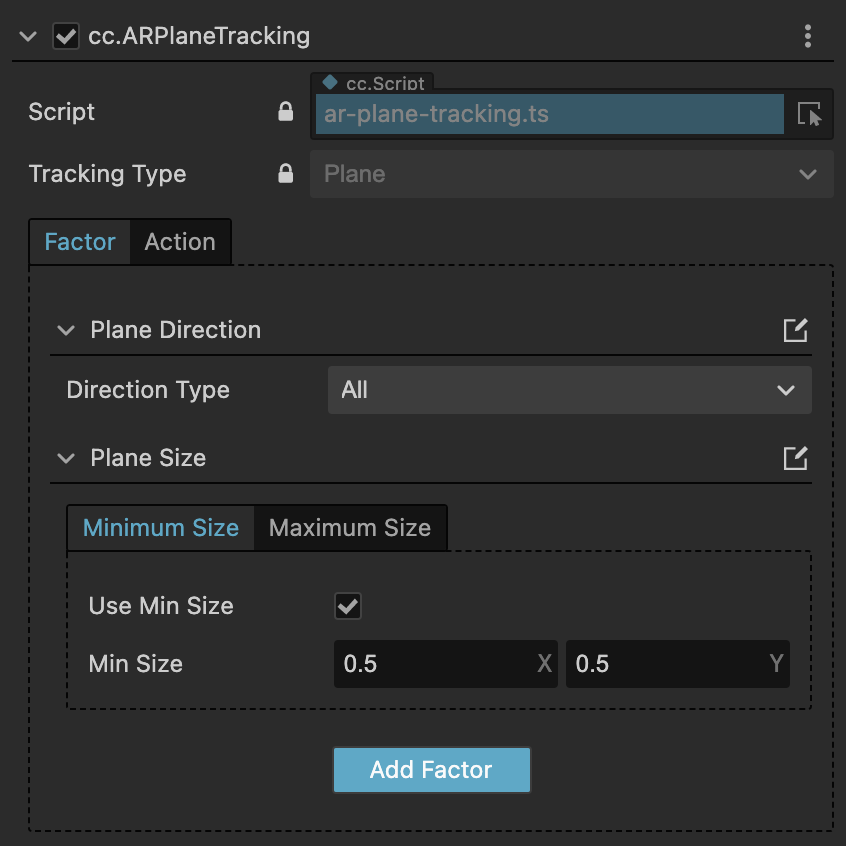 cc.ARPlaneTracking
cc.Script
Script ar-plane-tracking.ts
Tracking Type Plane
Factor Action
Plane Direction
Direction Type All
Plane Size
Minimum Size Maximum Size
Use Min Size
Min Size 0.5 X 0.5 Y
Add Factor